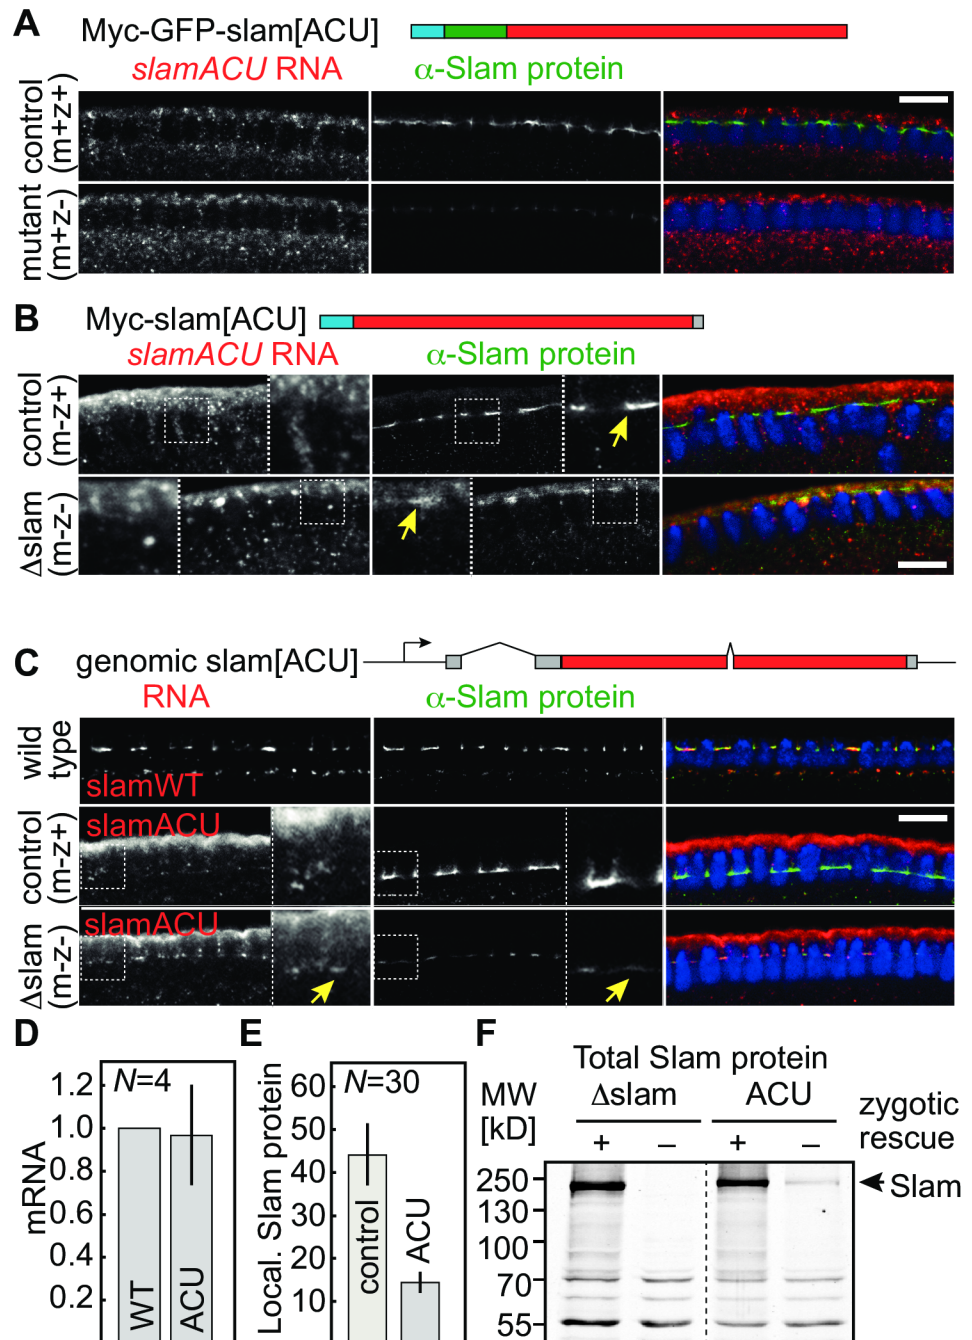 A
Myc-GFP-slam[ACU]
slamACU RNA
α-Slam protein
control
(m+z+)
mutant
(m+z-)
B
Myc-slam[ACU]
slamACU RNA
α-Slam protein
control
(m-z+)
Δslam
(m-z-)
C
genomic slam[ACU]
RNA
α-Slam protein
wild
type
slamWT
control
(m-z+)
slamACU
Δslam
(m-z-)
slamACU
D
mRNA
1.2
1.0
0.8
0.6
0.4
0.2
N=4
WT
ACU
E
Local. Slam protein
60
50
40
30
20
10
N=30
control
ACU
F
Total Slam protein
MW
[kD]
Δslam
ACU
+
–
+
–
zygotic
rescue
250
130
100
70
55
Slam